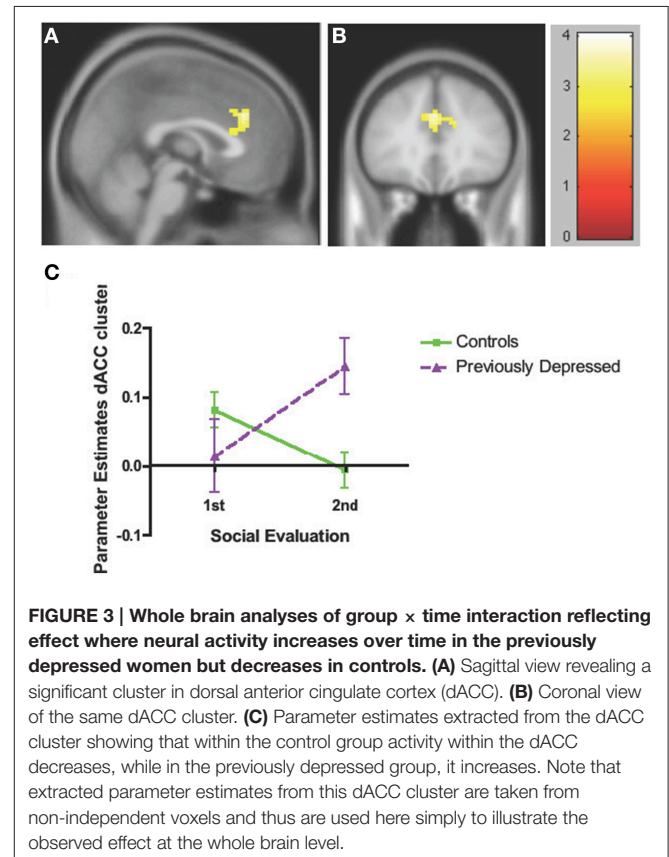 A
B
4
3
2
1
0
C
Parameter Estimates dACC cluster
0.2
0.1
0.0
-0.1
1st
2nd
Social Evaluation
Controls
Previously Depressed
FIGURE 3 | Whole brain analyses of group × time interaction reflecting
effect where neural activity increases over time in the previously
depressed women but decreases in controls. (A) Sagittal view revealing a
significant cluster in dorsal anterior cingulate cortex (dACC). (B) Coronal view
of the same dACC cluster. (C) Parameter estimates extracted from the dACC
cluster showing that within the control group activity within the dACC
decreases, while in the previously depressed group, it increases. Note that
extracted parameter estimates from this dACC cluster are taken from
non-independent voxels and thus are used here simply to illustrate the
observed effect at the whole brain level.